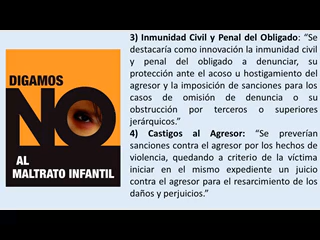 DIGAMOS
NO
AL
MALTRATO INFANTIL
3) Inmunidad Civil y Penal del Obligado: “Se
destacaría como innovación la inmunidad civil
y penal del obligado a denunciar, su
protección ante el acoso u hostigamiento del
agresor y la imposición de sanciones para los
casos de omisión de denuncia o su
obstrucción por terceros o superiores
jerárquicos.”
4) Castigos al Agresor: “Se preverían
sanciones contra el agresor por los hechos de
violencia, quedando a criterio de la víctima
iniciar en el mismo expediente un juicio
contra el agresor para el resarcimiento de los
daños y perjuicios.”